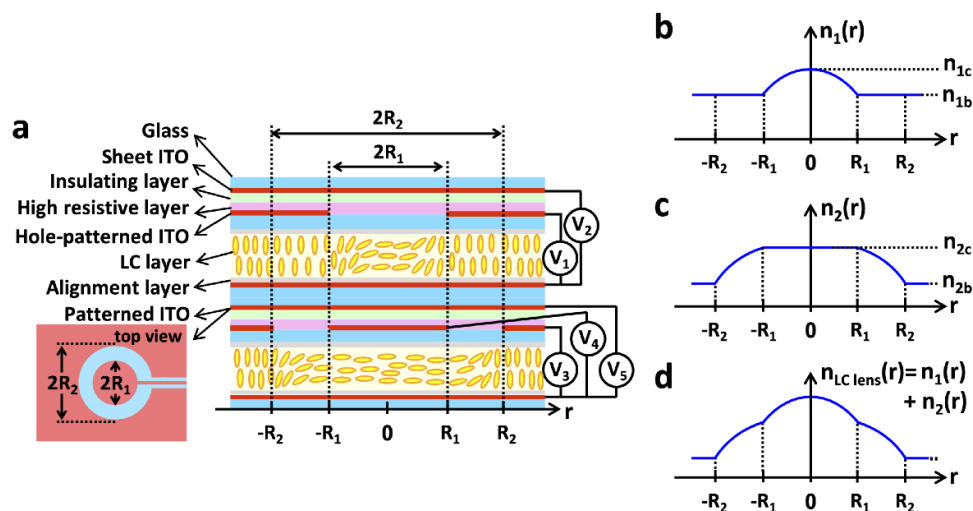 a
Glass
Sheet ITO
Insulating layer
High resistive layer
Hole-patterned ITO
LC layer
Alignment layer
Patterned ITO
top view
2R₂
2R₁
2R₂
2R₁
V₂
V₁
V₄
V₃
V₅
-R₂ -R₁ 0 R₁ R₂ r
b
n₁(r)
n₁c
n₁b
r
-R₂ -R₁ 0 R₁ R₂
c
n₂(r)
n₂c
n₂b
r
-R₂ -R₁ 0 R₁ R₂
d
n LC lens(r)= n₁(r)
+ n₂(r)
r
-R₂ -R₁ 0 R₁ R₂